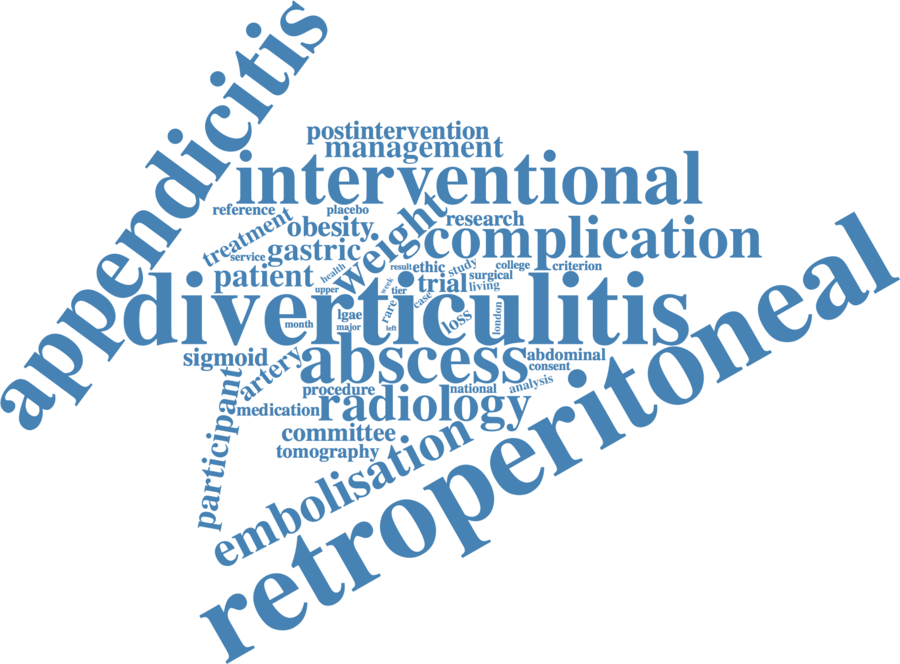 appendicitis
postintervention
management
interventional
reference
placebo
treatment
obesity
weight
research
service
gastric
complication
patient
health
result
ethic
study
college
criterion
surgical
upper
week
tier
trial
living
diverticulitis
rare
case
month
lgae
major
left
loss
london
retroperitoneal
sigmoid
artery
abscess
abdominal
consent
participant
procedure
national
analysis
medication
radiology
committee
tomography
embolisation